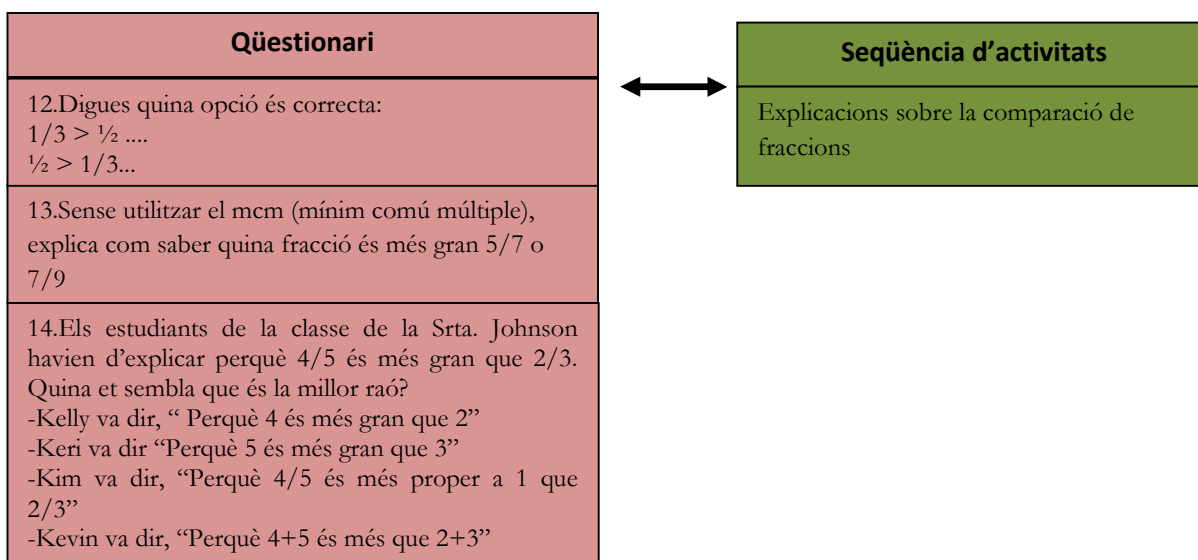 Qüestionari
12.Digues quina opció és correcta:
1/3 > ½ ....
½ > 1/3...
13.Sense utilitzar el mcm (mínim comú múltiple),
explica com saber quina fracció és més gran 5/7 o
7/9
14.Els estudiants de la classe de la Srta. Johnson
havien d’explicar perquè 4/5 és més gran que 2/3.
Quina et sembla que és la millor raó?
-Kelly va dir, “ Perquè 4 és més gran que 2”
-Keri va dir “Perquè 5 és més gran que 3”
-Kim va dir, “Perquè 4/5 és més proper a 1 que
2/3”
-Kevin va dir, “Perquè 4+5 és més que 2+3”
Seqüència d’activitats
Explicacions sobre la comparació de
fraccions